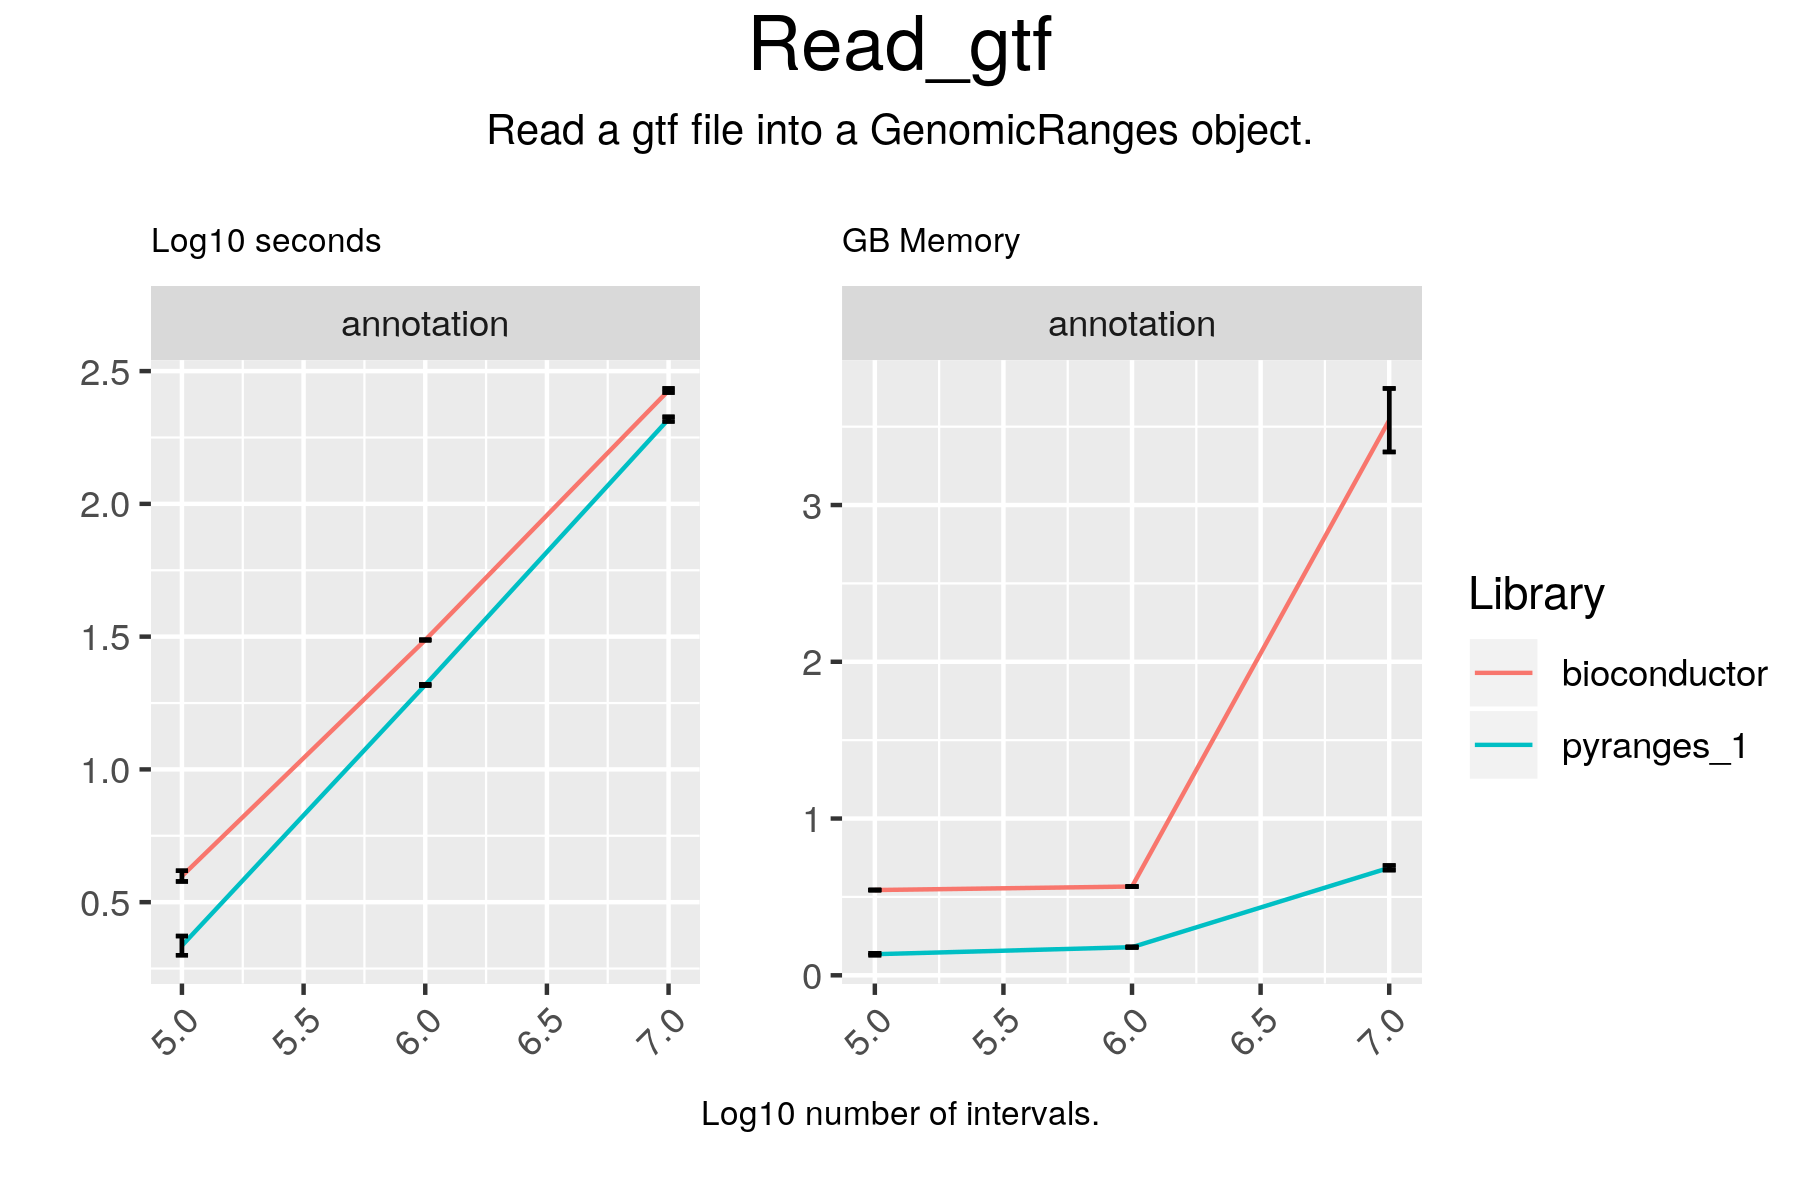 Read_gtf
Read a gtf file into a GenomicRanges object.
Log10 seconds
GB Memory
annotation
annotation
2.5
2.0
1.5
1.0
0.5
3
2
1
0
5.0 5.5 6.0 6.5 7.0
5.0 5.5 6.0 6.5 7.0
Log10 number of intervals.
Library
bioconductor
pyranges_1